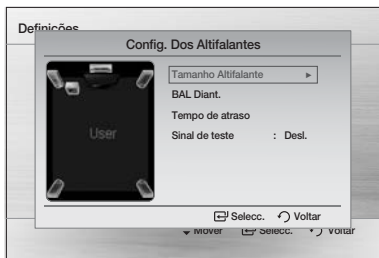 Definições
Config. Dos Altifalantes
Tamanho Altifalante ►
BAL Diant.
Tempo de atraso
Sinal de teste : Desl.
User
Selecc. Voltar
Mover Selecc. Voltar